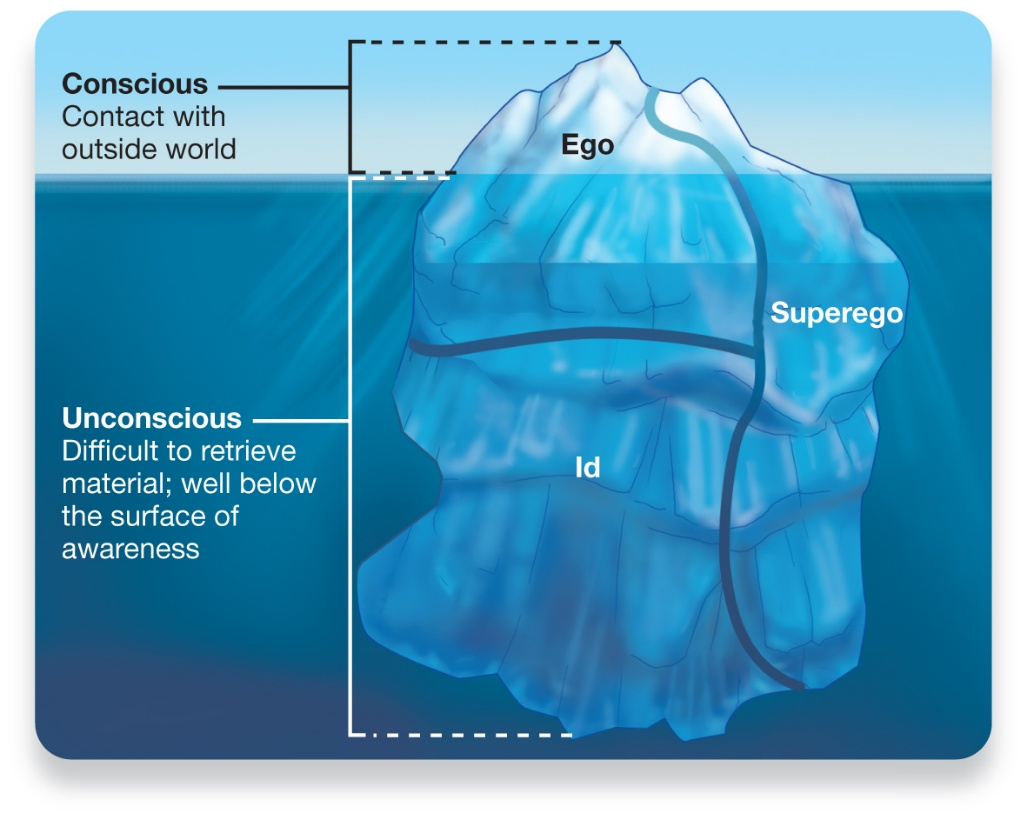 Conscious
Contact with
outside world
Ego
Superego
Unconscious
Difficult to retrieve
material; well below
the surface of
awareness
Id